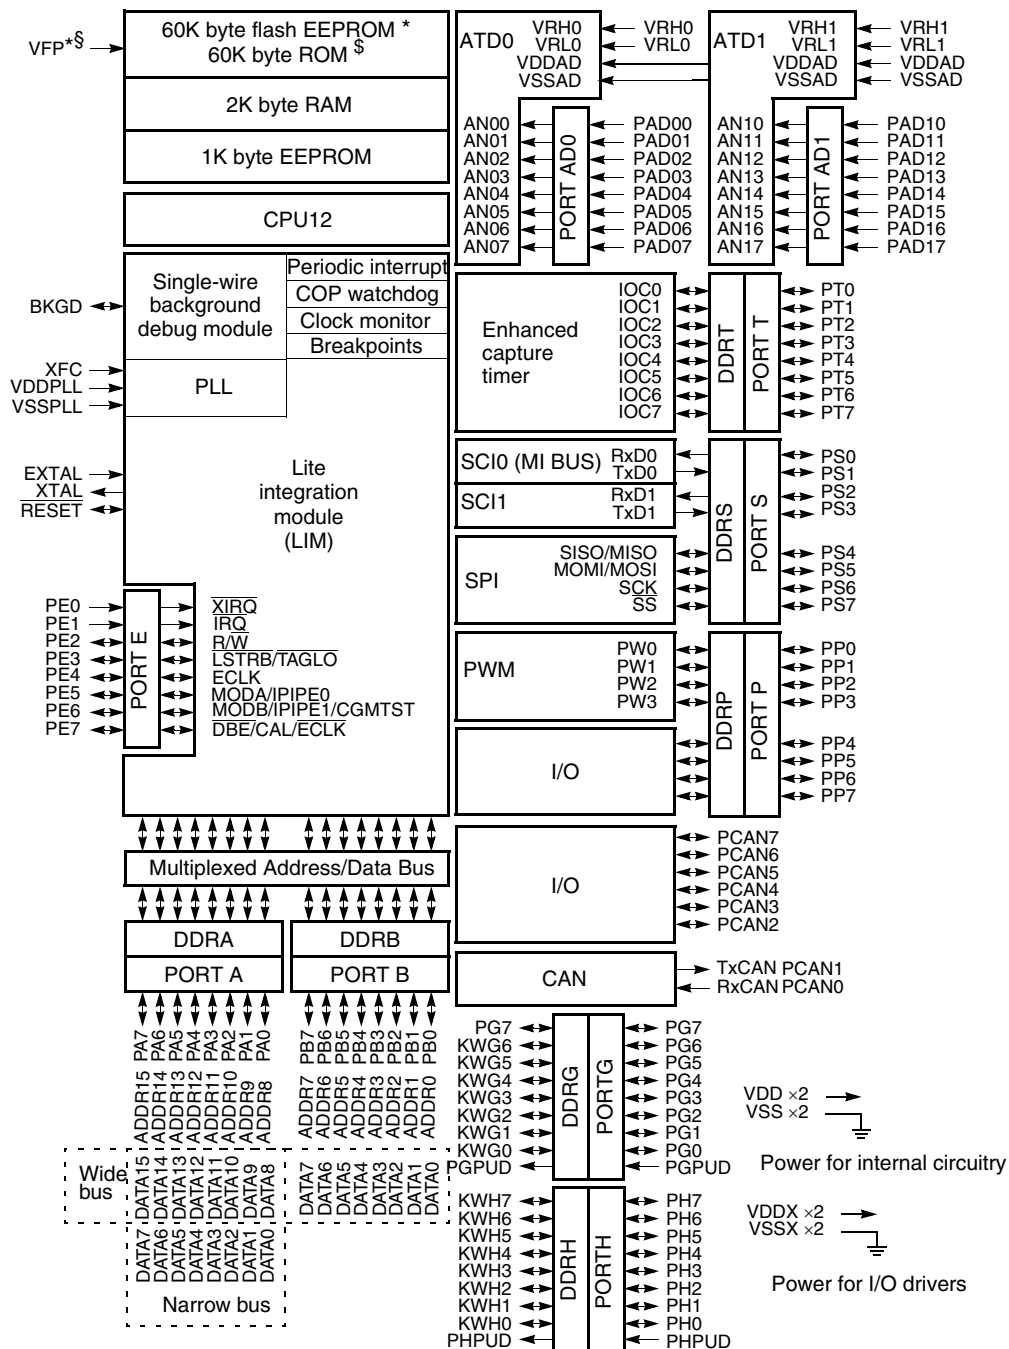 VFP*§
60K byte flash EEPROM *
60K byte ROM $
2K byte RAM
1K byte EEPROM
CPU12
Single-wire
background
debug module
Periodic interrupt
COP watchdog
Clock monitor
Breakpoints
BKGD
XFC
VDDPLL
VSSPLL
PLL
EXTAL
XTAL
RESET
Lite
integration
module
(LIM)
PE0
PE1
PE2
PE3
PE4
PE5
PE6
PE7
PORT E
XIRQ
IRQ
R/W
LSTRB/TAGLO
ECLK
MODA/IPIPE0
MODB/IPIPE1/CGMTST
DBE/CAL/ECLK
Multiplexed Address/Data Bus
DDRA
PORT A
DDRB
PORT B
PA7
PA6
PA5
PA4
PA3
PA2
PA1
PA0
PB7
PB6
PB5
PB4
PB3
PB2
PB1
PB0
ADDR15
ADDR14
ADDR13
ADDR12
ADDR11
ADDR10
ADDR9
ADDR8
ADDR7
ADDR6
ADDR5
ADDR4
ADDR3
ADDR2
ADDR1
ADDR0
Wide
bus
DATA15
DATA14
DATA13
DATA12
DATA11
DATA10
DATA9
DATA8
DATA7
DATA6
DATA5
DATA4
DATA3
DATA2
DATA1
DATA0
DATA7
DATA6
DATA5
DATA4
DATA3
DATA2
DATA1
DATA0
Narrow bus
ATD0
VRH0
VRL0
VDDAD
VSSAD
VRH0
VRL0
AN00
AN01
AN02
AN03
AN04
AN05
AN06
AN07
PORT AD0
PAD00
PAD01
PAD02
PAD03
PAD04
PAD05
PAD06
PAD07
ATD1
VRH1
VRL1
VDDAD
VSSAD
VRH1
VRL1
VDDAD
VSSAD
AN10
AN11
AN12
AN13
AN14
AN15
AN16
AN17
PORT AD1
PAD10
PAD11
PAD12
PAD13
PAD14
PAD15
PAD16
PAD17
Enhanced
capture
timer
IOC0
IOC1
IOC2
IOC3
IOC4
IOC5
IOC6
IOC7
DDRT
PORT T
PT0
PT1
PT2
PT3
PT4
PT5
PT6
PT7
SCI0 (MI BUS)
RxD0
TxD0
SCI1
RxD1
TxD1
SPI
SISO/MISO
MOMI/MOSI
SCK
SS
DDRS
PORT S
PS0
PS1
PS2
PS3
PS4
PS5
PS6
PS7
PWM
PW0
PW1
PW2
PW3
I/O
DDRP
PORT P
PP0
PP1
PP2
PP3
PP4
PP5
PP6
PP7
I/O
PCAN7
PCAN6
PCAN5
PCAN4
PCAN3
PCAN2
CAN
TxCAN PCAN1
RxCAN PCAN0
PG7
KWG6
KWG5
KWG4
KWG3
KWG2
KWG1
KWG0
PGPUD
DDRG
PORTG
PG7
PG6
PG5
PG4
PG3
PG2
PG1
PG0
PGPUD
KWH7
KWH6
KWH5
KWH4
KWH3
KWH2
KWH1
KWH0
PHPUD
DDRH
PORTH
PH7
PH6
PH5
PH4
PH3
PH2
PH1
PH0
PHPUD
VDD ×2
VSS ×2
Power for internal circuitry
VDDX ×2
VSSX ×2
Power for I/O drivers